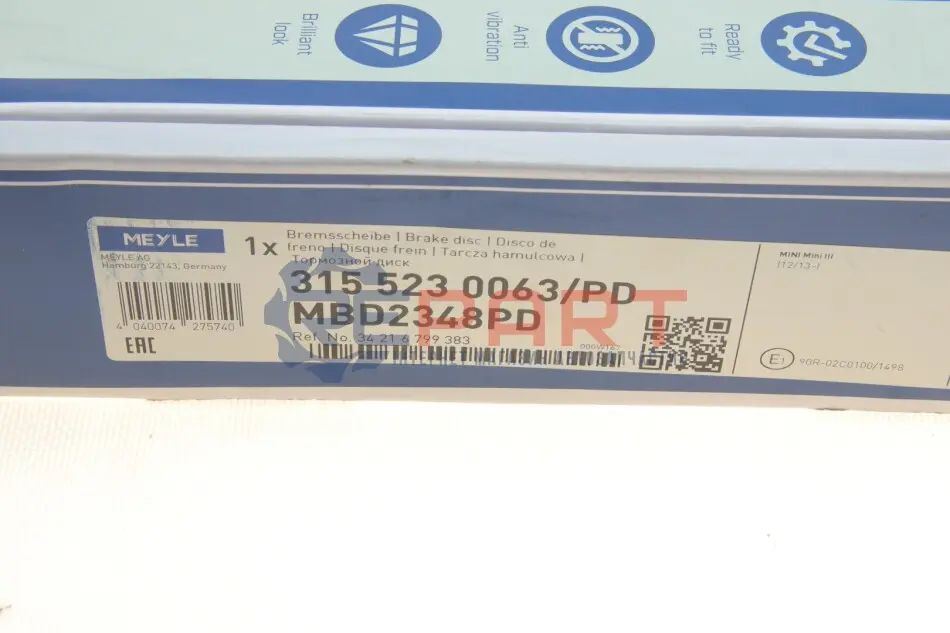 Brilliant
look
Anti
vibration
Ready
to fit
MEYLE
MEYLE AG
Hamburg 22143, Germany
4 040074 275740
EAC
1x
Bremsscheibe | Brake disc | Disco de
freno | Disque frein | Tarcza hamulcowa |
Тормозной диск
315 523 0063/PD
MBD2348PD
Ref. No. 34 21 6 799 383
PART
MINI Mini III
(12/13-)
E1 90R-02C0100/1498